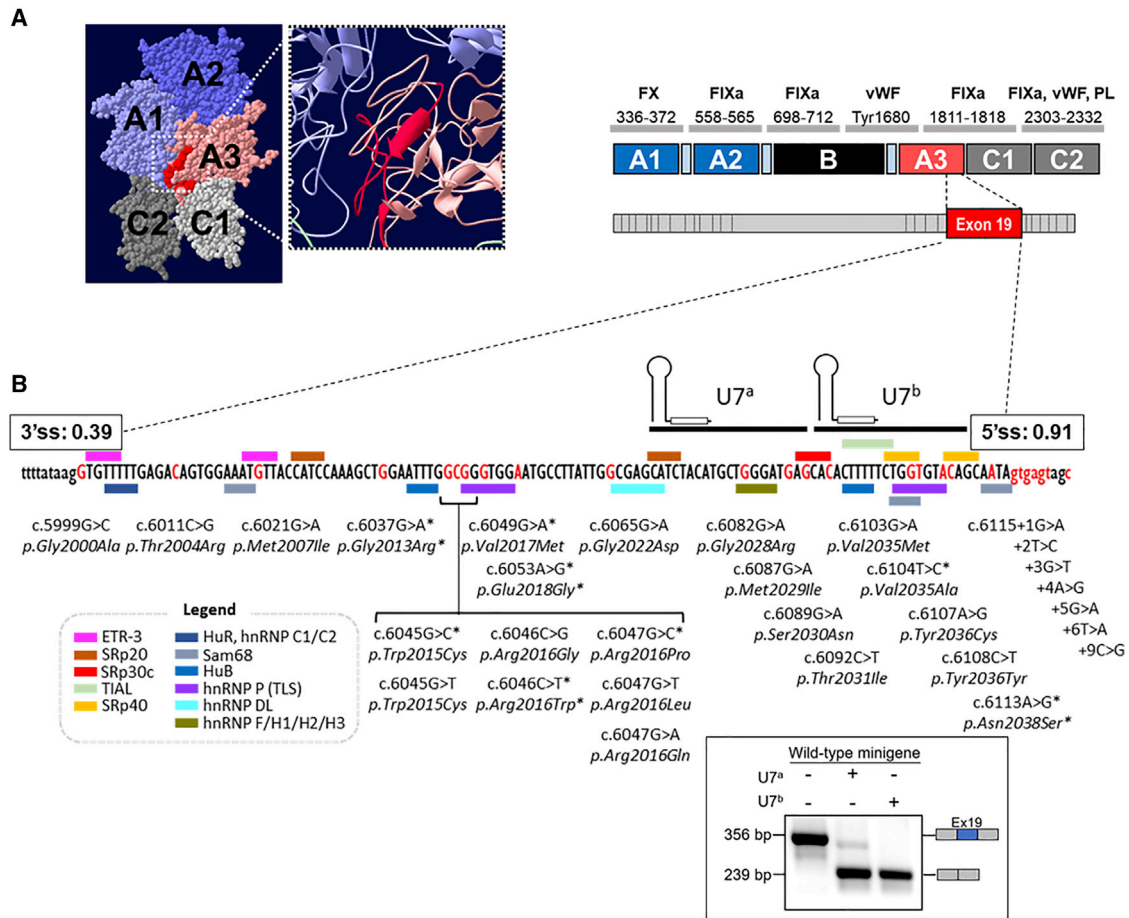 A
A2
A1
A3
C2
C1
FX
FIXa
FIXa
vWF
FIXa
FIXa, vWF, PL
336-372
558-565
698-712
Tyr1680
1811-1818
2303-2332
A1
A2
B
A3
C1
C2
Exon 19
B
U7a
U7b
3'ss: 0.39
5'ss: 0.91
ttttataagGTGTTTTTGAGACAGTGGAAATGTTACCATCCAAAGCTGGAATTTGGCGGGTGGAATGCCTTATTGGCGAGCATCTACATGCTGGGATGAGCACACTTTTTCTGGTGTACAGCAATAgtgagtagc
c.5999G>C
p.Gly2000Ala
c.6011C>G
p.Thr2004Arg
c.6021G>A
p.Met2007Ile
c.6037G>A*
p.Gly2013Arg*
c.6049G>A*
p.Val2017Met
c.6053A>G*
p.Glu2018Gly*
c.6065G>A
p.Gly2022Asp
c.6082G>A
p.Gly2028Arg
c.6087G>A
p.Met2029Ile
c.6089G>A
p.Ser2030Asn
c.6092C>T
p.Thr2031Ile
c.6103G>A
p.Val2035Met
c.6104T>C*
p.Val2035Ala
c.6107A>G
p.Tyr2036Cys
c.6108C>T
p.Tyr2036Tyr
c.6113A>G*
p.Asn2038Ser*
c.6115+1G>A
+2T>C
+3G>T
+4A>G
+5G>A
+6T>A
+9C>G
c.6045G>C*
p.Trp2015Cys
c.6045G>T
p.Trp2015Cys
c.6046C>G
p.Arg2016Gly
c.6046C>T*
p.Arg2016Trp*
c.6047G>C*
p.Arg2016Pro
c.6047G>T
p.Arg2016Leu
c.6047G>A
p.Arg2016Gln
Legend
ETR-3
SRp20
SRp30c
TIAL
SRp40
HuR, hnRNP C1/C2
Sam68
HuB
hnRNP P (TLS)
hnRNP DL
hnRNP F/H1/H2/H3
Wild-type minigene
U7a - + -
U7b - - +
356 bp
239 bp
Ex19